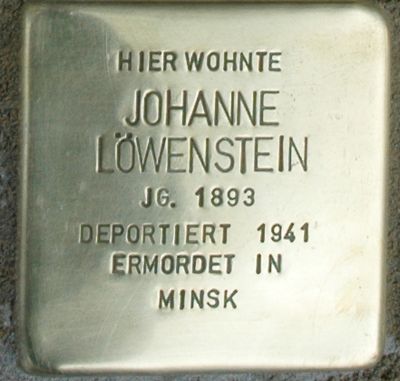 HIER WOHNTE
JOHANNE
LÖWENSTEIN
JG. 1893
DEPORTIERT 1941
ERMORDET IN
MINSK